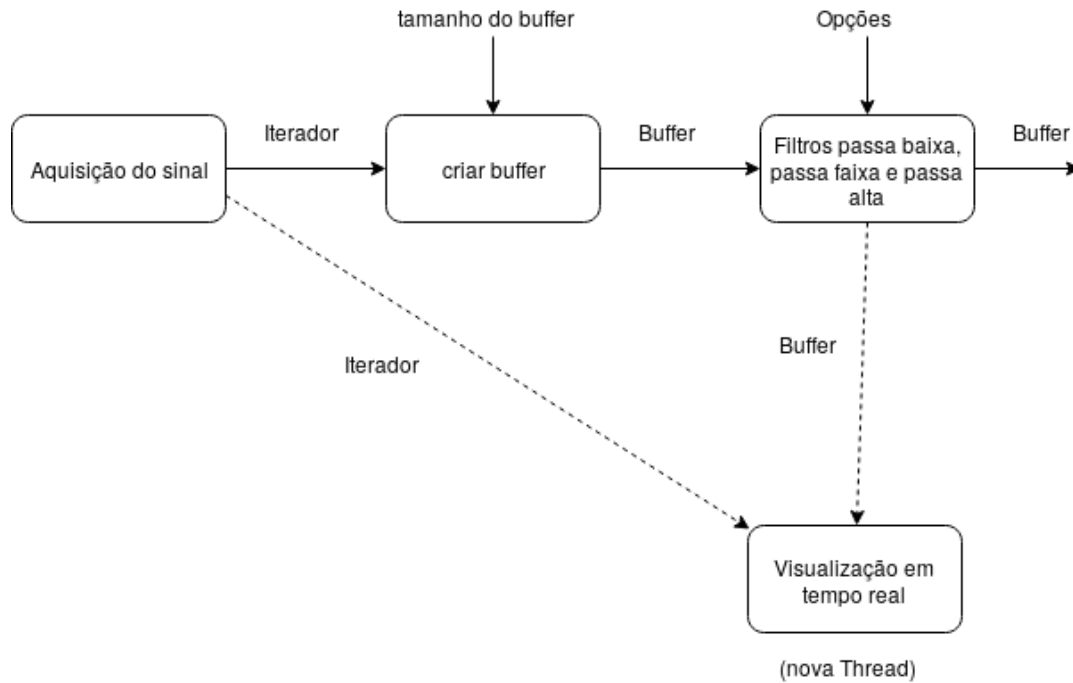 tamanho do buffer
Opções
Iterador
Buffer
Buffer
Aquisição do sinal
criar buffer
Filtros passa baixa,
passa faixa e passa
alta
Iterador
Buffer
Visualização em
tempo real
(nova Thread)